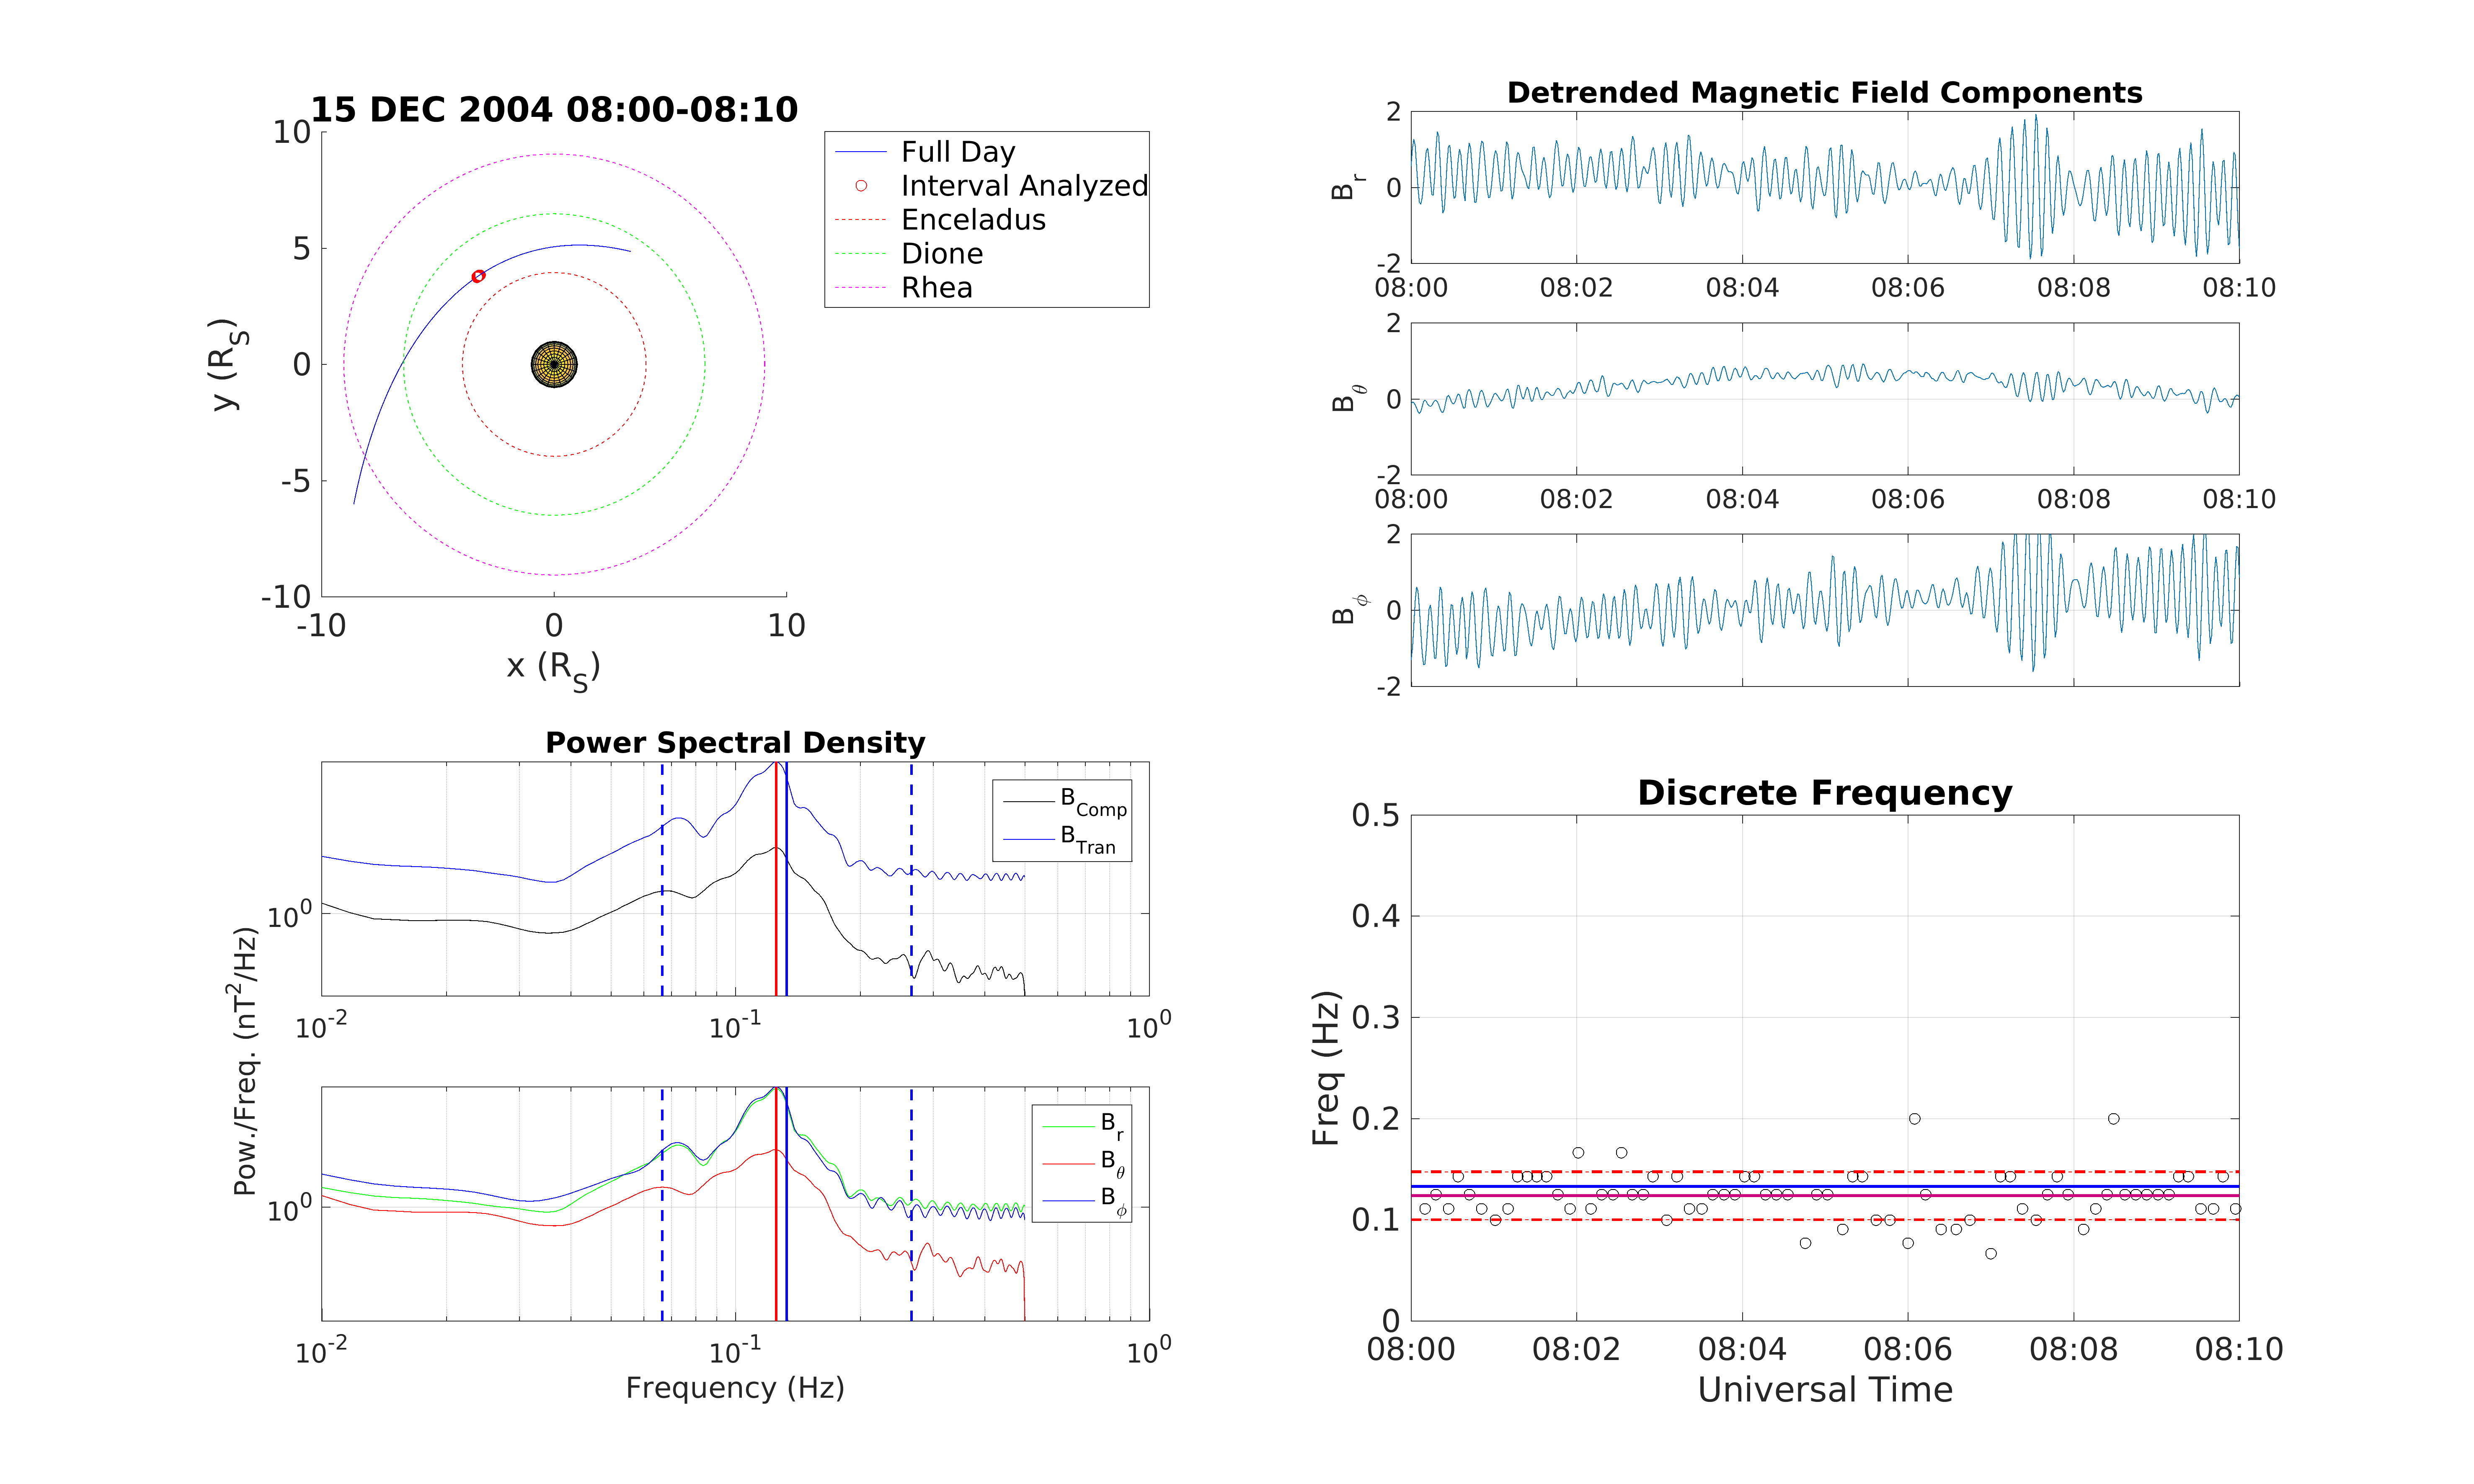 15 DEC 2004 08:00-08:10
10
5
0
-5
-10
-10 0 10
y (R_S)
x (R_S)
Full Day
Interval Analyzed
Enceladus
Dione
Rhea
Detrended Magnetic Field Components
2
0
-2
B_r
08:00 08:02 08:04 08:06 08:08 08:10
2
0
-2
B_θ
08:00 08:02 08:04 08:06 08:08 08:10
2
0
-2
B_ϕ
Power Spectral Density
B_Comp
B_Tran
10^0
10^-2 10^-1 10^0
Pow./Freq. (nT^2/Hz)
B_r
B_θ
B_ϕ
10^0
10^-2 10^-1 10^0
Frequency (Hz)
Discrete Frequency
0.5
0.4
0.3
0.2
0.1
0
Freq (Hz)
08:00 08:02 08:04 08:06 08:08 08:10
Universal Time